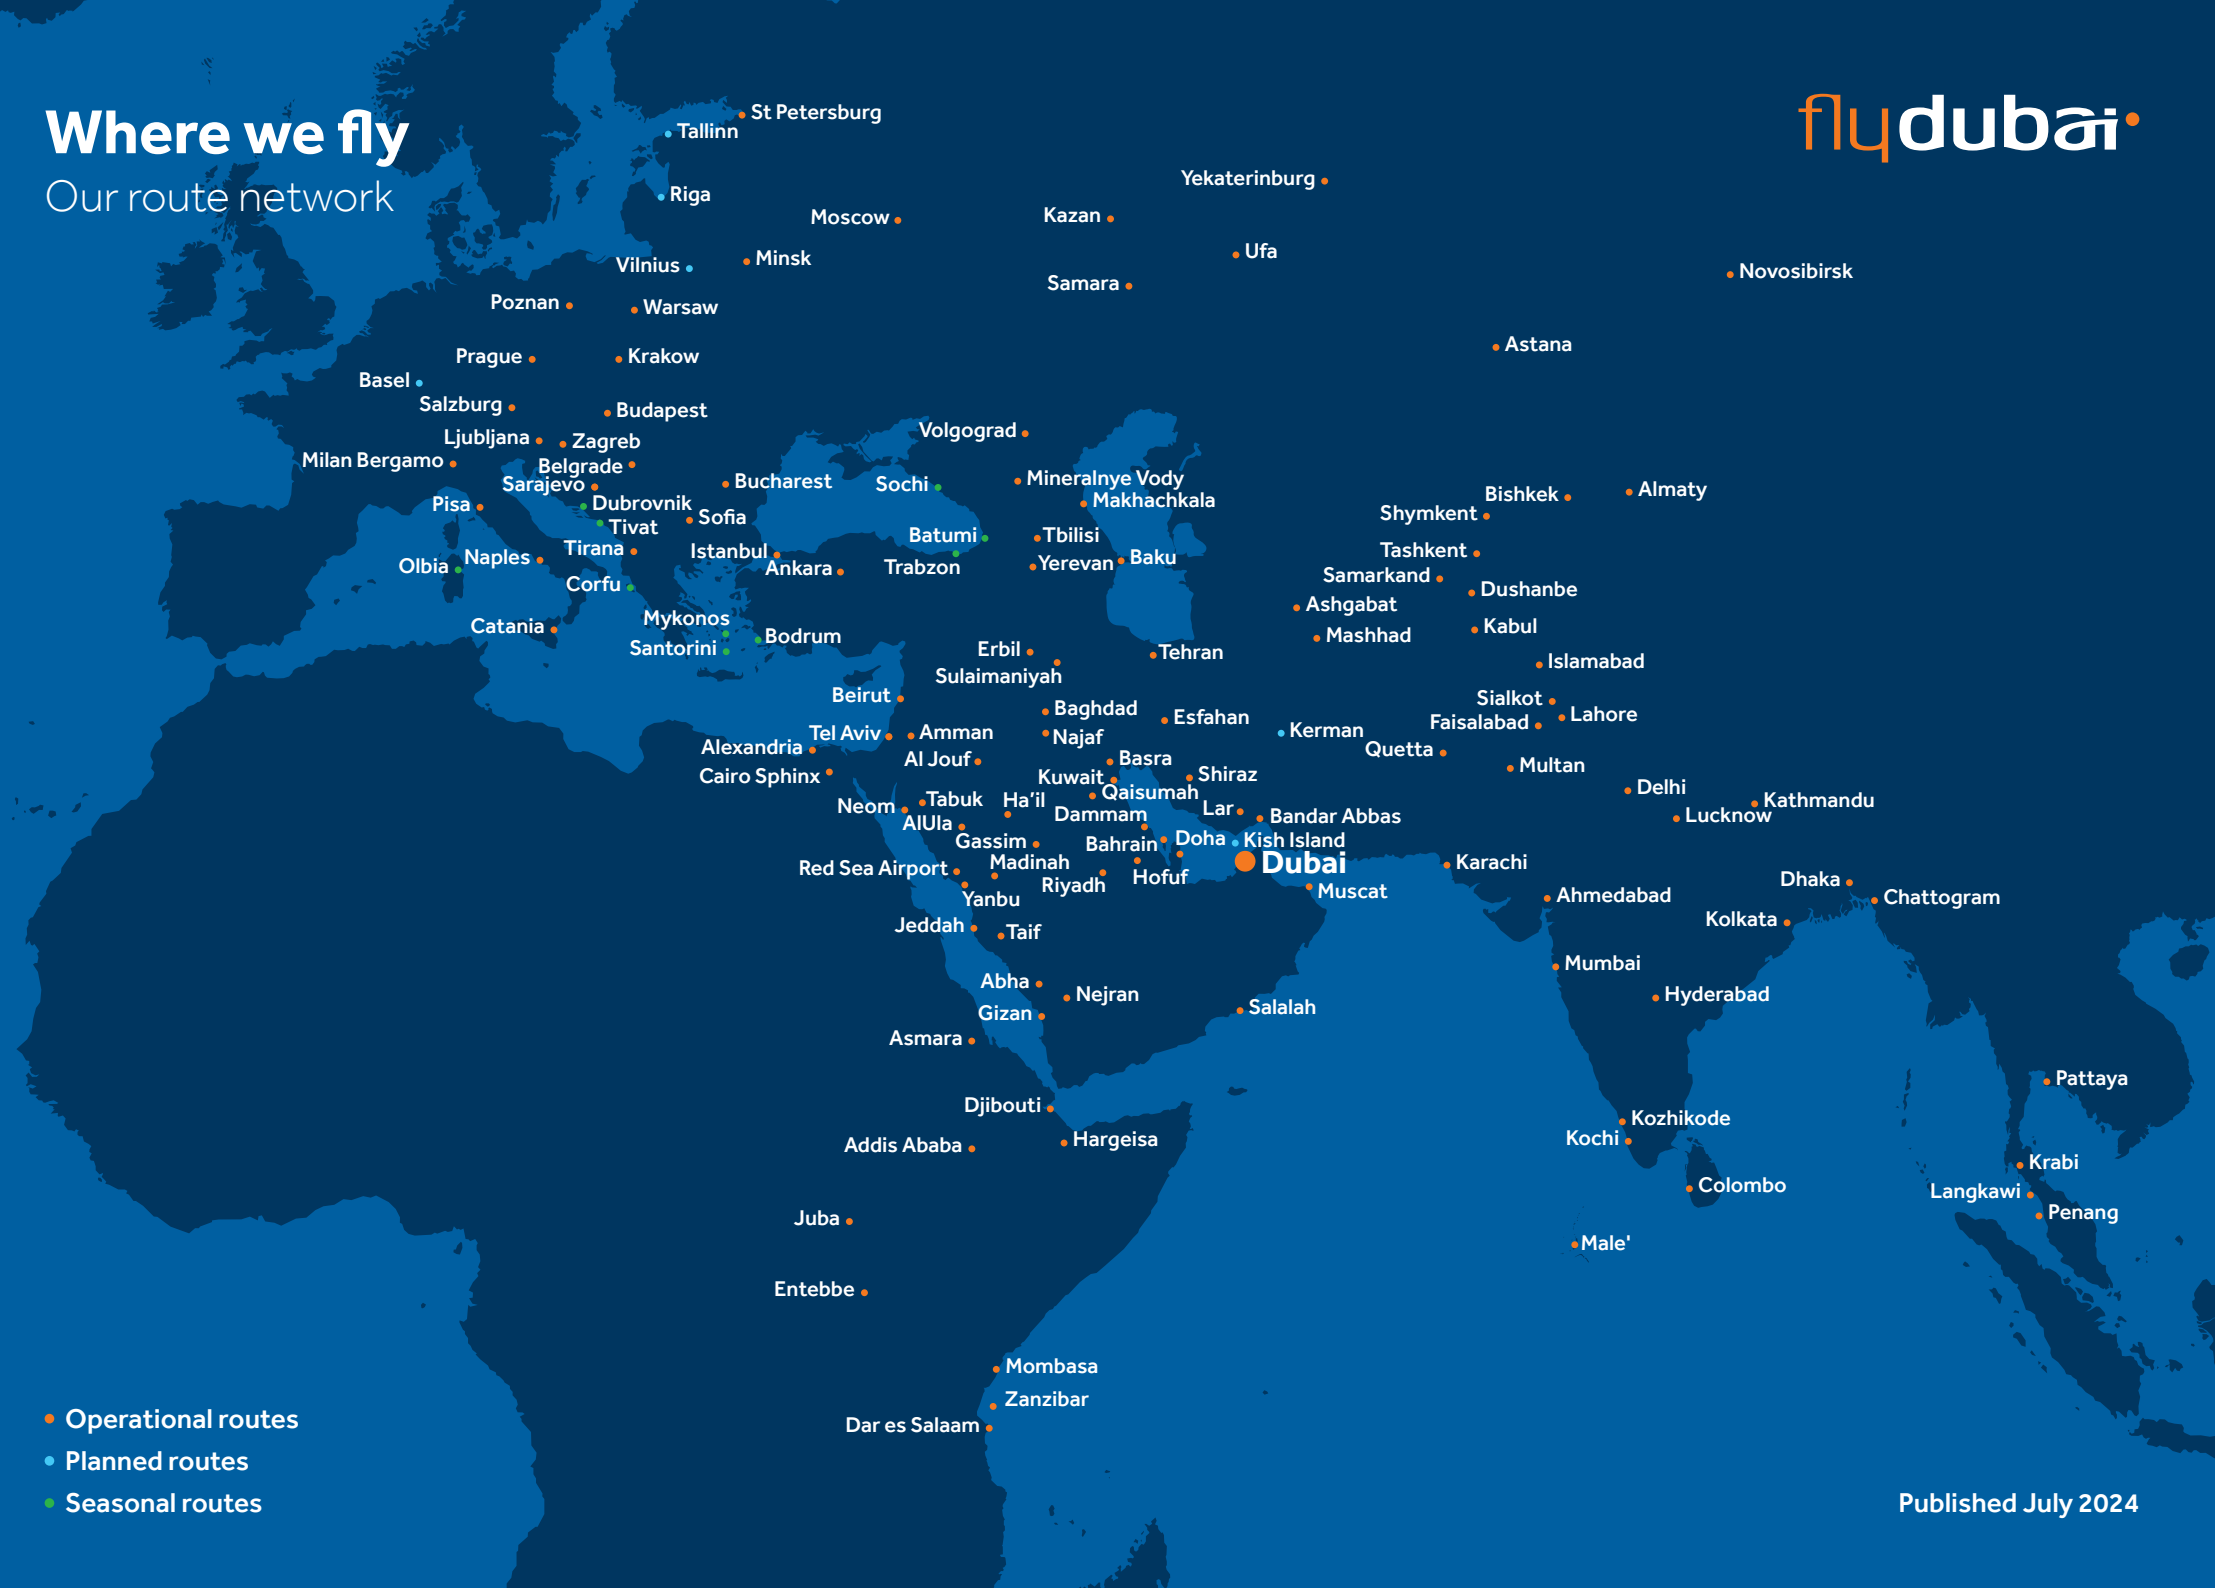 Where we fly
Our route network
flydubai
St Petersburg
Tallinn
Riga
Yekaterinburg
Moscow
Kazan
Ufa
Vilnius
Minsk
Novosibirsk
Samara
Poznan
Warsaw
Astana
Prague
Krakow
Basel
Salzburg
Budapest
Volgograd
Ljubljana
Zagreb
Milan Bergamo
Belgrade
Sarajevo
Bucharest
Sochi
Mineralnye Vody
Makhachkala
Bishkek
Almaty
Pisa
Dubrovnik
Tivat
Sofia
Shymkent
Batumi
Tbilisi
Tirana
Istanbul
Tashkent
Olbia
Naples
Ankara
Trabzon
Yerevan
Baku
Samarkand
Corfu
Dushanbe
Ashgabat
Catania
Mykonos
Bodrum
Mashhad
Kabul
Santorini
Erbil
Tehran
Islamabad
Sulaimaniyah
Beirut
Sialkot
Baghdad
Esfahan
Faisalabad
Lahore
Tel Aviv
Amman
Najaf
Kerman
Alexandria
Quetta
Al Jouf
Basra
Multan
Cairo Sphinx
Kuwait
Shiraz
Delhi
Qaisumah
Neom
Tabuk
Ha’il
Lar
Kathmandu
AlUla
Dammam
Bandar Abbas
Lucknow
Gassim
Bahrain
Doha
Kish Island
Dubai
Red Sea Airport
Madinah
Karachi
Riyadh
Hofuf
Muscat
Dhaka
Yanbu
Ahmedabad
Chattogram
Jeddah
Taif
Kolkata
Mumbai
Abha
Nejran
Hyderabad
Gizan
Salalah
Asmara
Pattaya
Djibouti
Kozhikode
Addis Ababa
Hargeisa
Kochi
Krabi
Colombo
Langkawi
Juba
Penang
Male'
Entebbe
Mombasa
Zanzibar
Dar es Salaam
Operational routes
Planned routes
Seasonal routes
Published July 2024